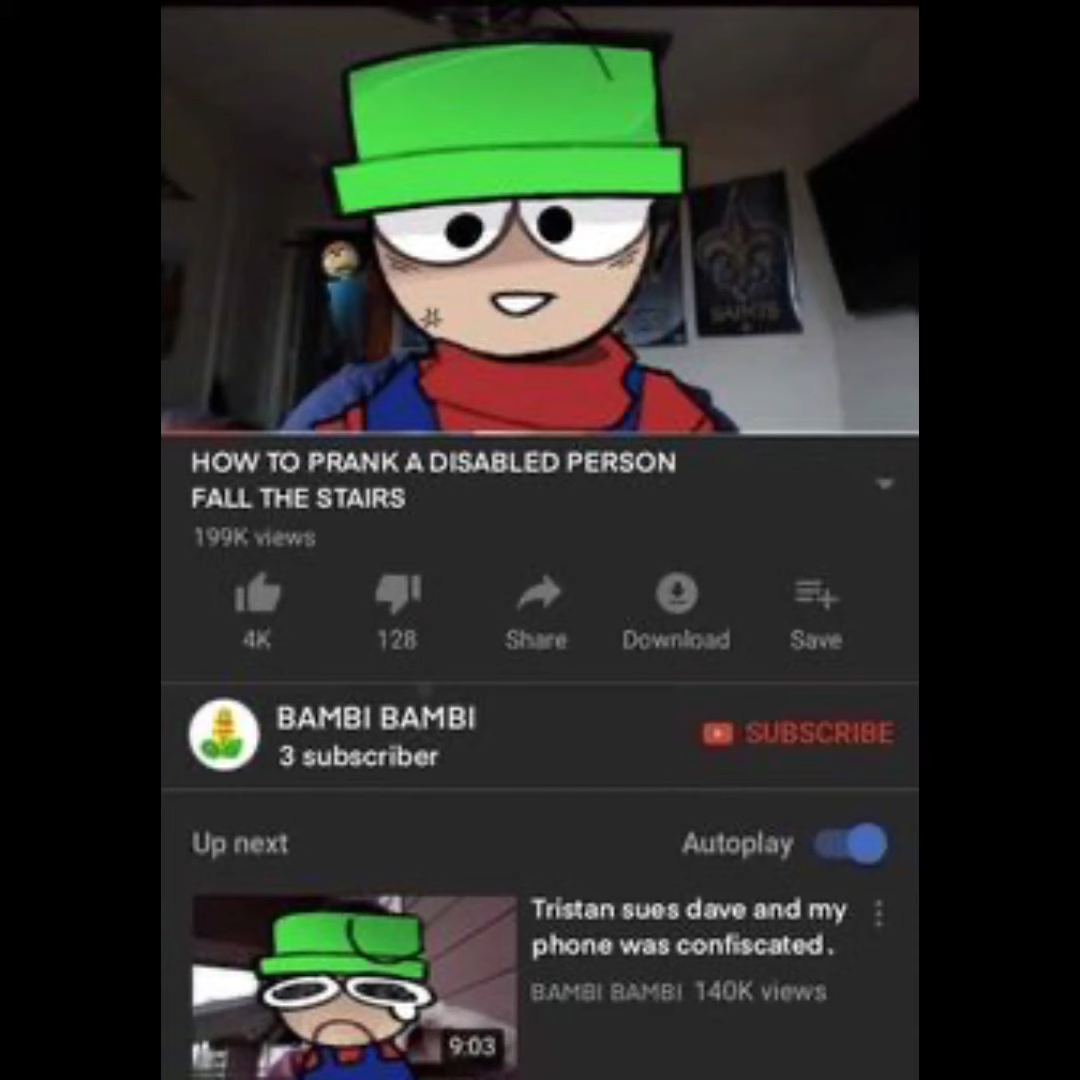 SAINTS
HOW TO PRANK A DISABLED PERSON
FALL THE STAIRS
199K views
4K
128
Share
Download
Save
BAMBI BAMBI
3 subscriber
SUBSCRIBE
Up next
Autoplay
Tristan sues dave and my
phone was confiscated.
BAMBI BAMBI 140K views
9:03